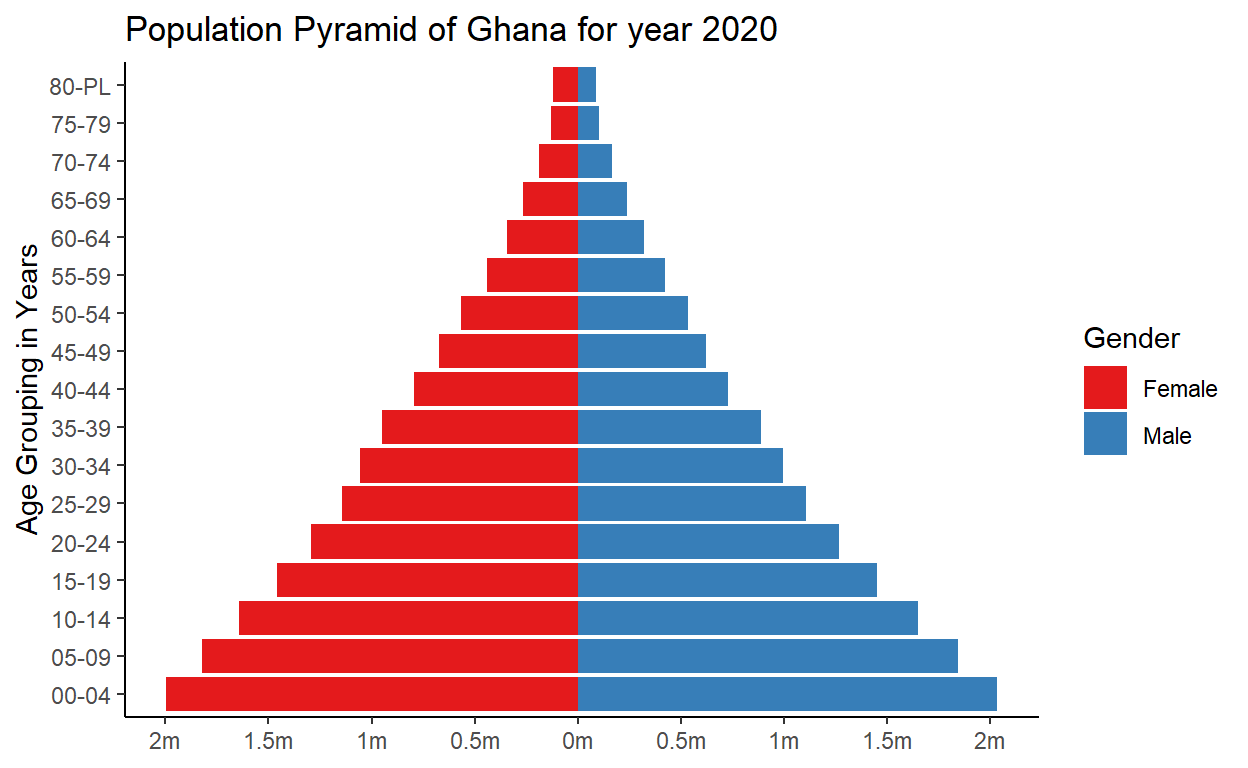 Population Pyramid of Ghana for year 2020
Age Grouping in Years
80-PL
75-79
70-74
65-69
60-64
55-59
50-54
45-49
40-44
35-39
30-34
25-29
20-24
15-19
10-14
05-09
00-04
2m 1.5m 1m 0.5m 0m 0.5m 1m 1.5m 2m
Gender
Female
Male